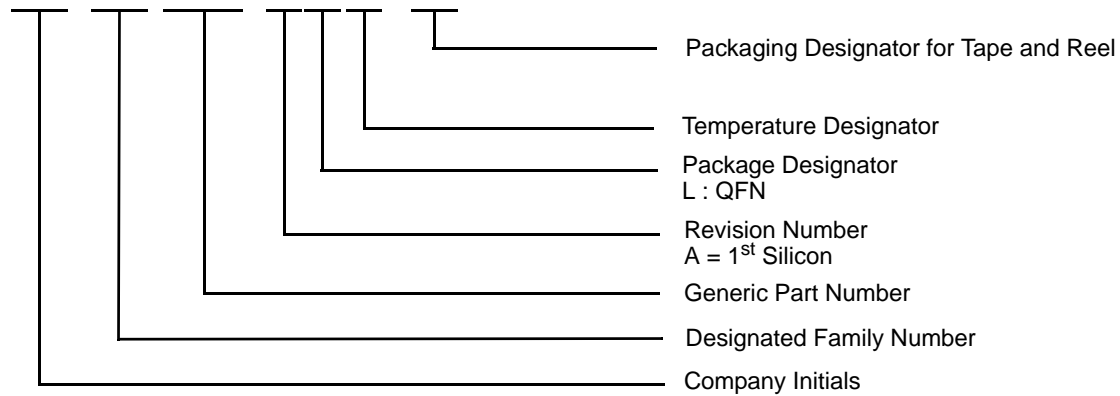 Packaging Designator for Tape and Reel
Temperature Designator
Package Designator
L : QFN
Revision Number
A = 1st Silicon
Generic Part Number
Designated Family Number
Company Initials